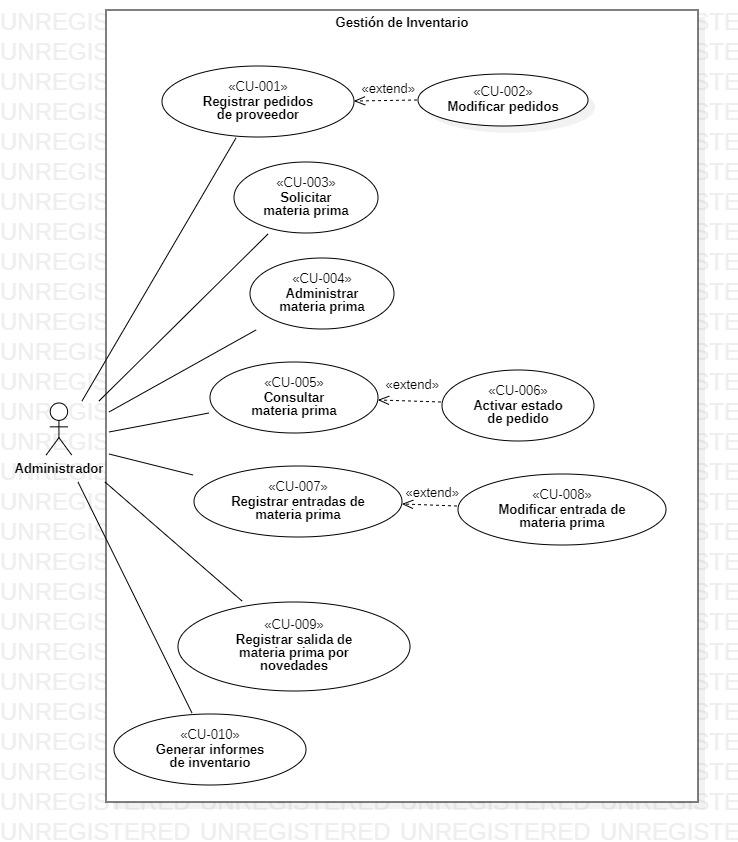 Gestión de Inventario
«CU-001»
Registrar pedidos
de proveedor
«extend»
«CU-002»
Modificar pedidos
«CU-003»
Solicitar
materia prima
«CU-004»
Administrar
materia prima
«CU-005»
Consultar
materia prima
«extend»
«CU-006»
Activar estado
de pedido
Administrador
«CU-007»
Registrar entradas de
materia prima
«extend»
«CU-008»
Modificar entrada de
materia prima
«CU-009»
Registrar salida de
materia prima por
novedades
«CU-010»
Generar informes
de inventario
UNREGISTERED UNREGISTERED UNREGISTERED UNREGISTERED